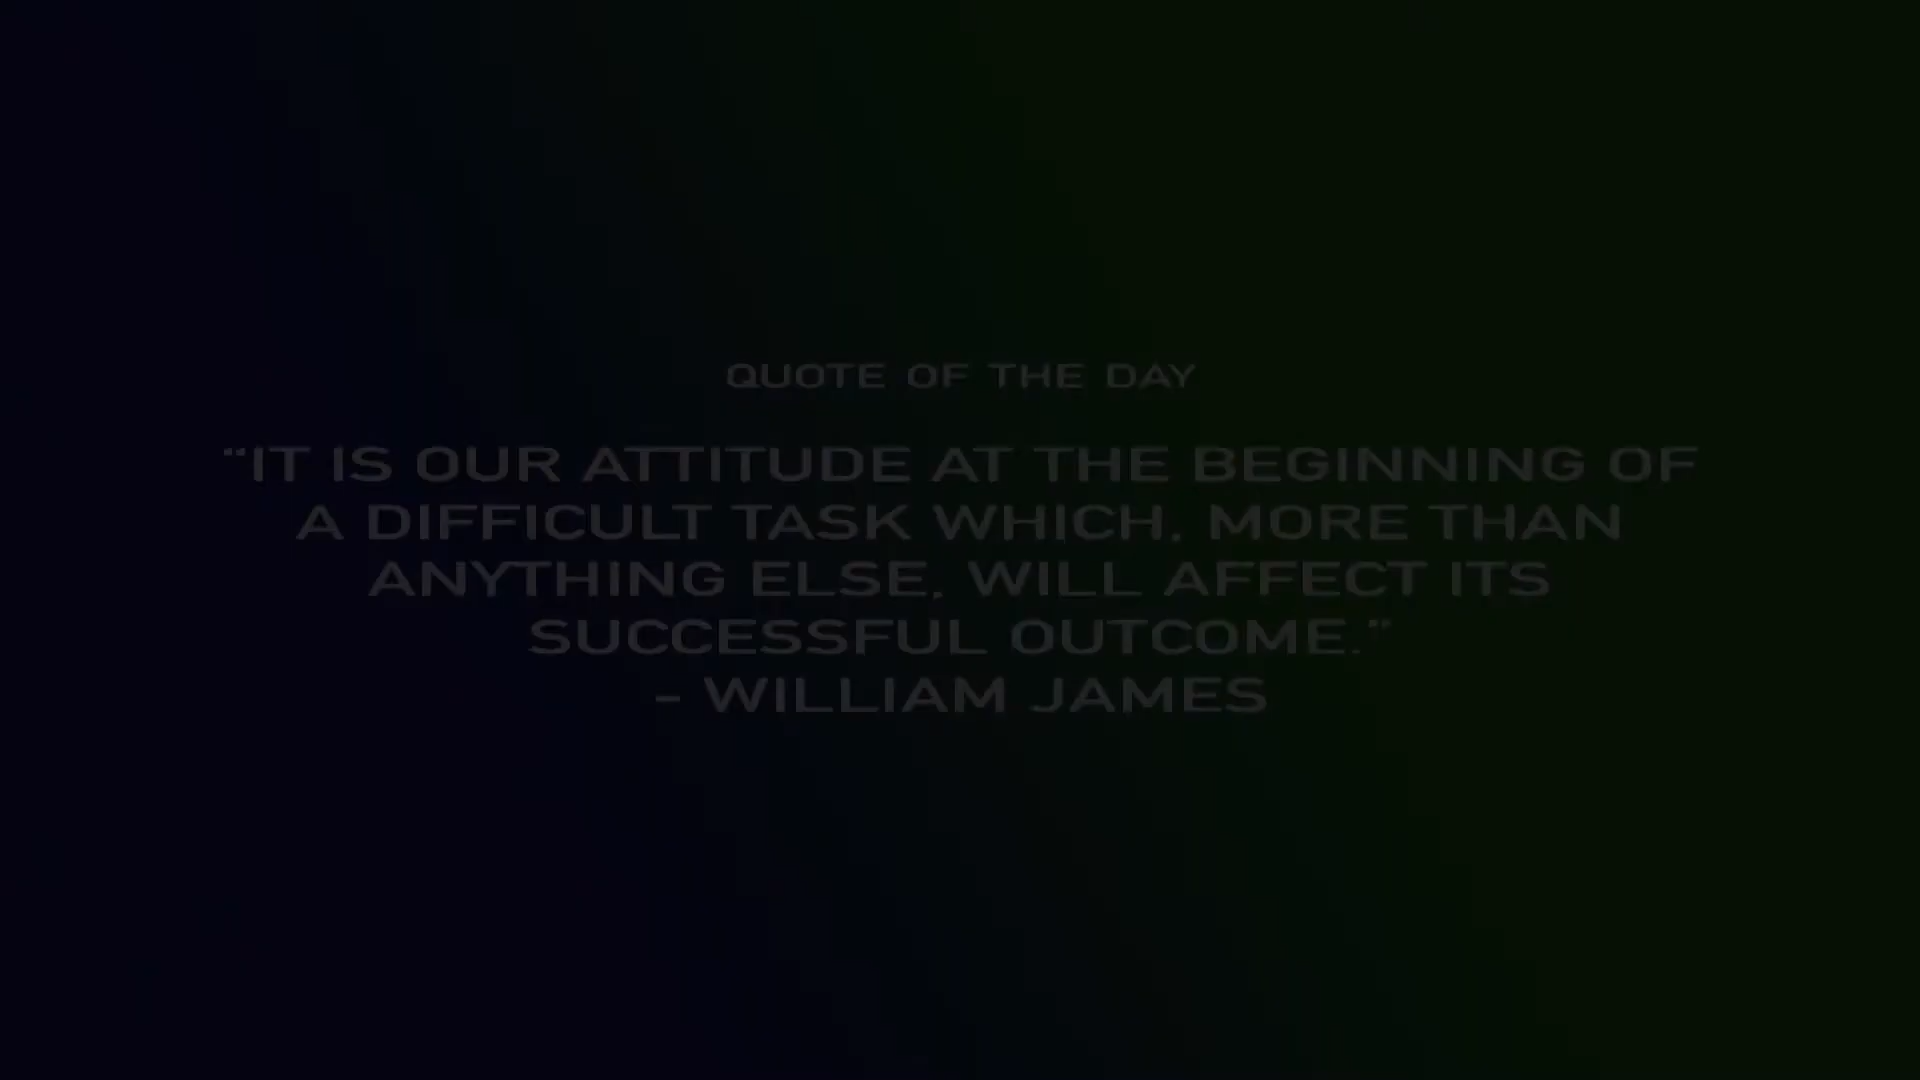 QUOTE OF THE DAY
“IT IS OUR ATTITUDE AT THE BEGINNING OF
A DIFFICULT TASK WHICH, MORE THAN
ANYTHING ELSE, WILL AFFECT ITS
SUCCESSFUL OUTCOME.”
- WILLIAM JAMES